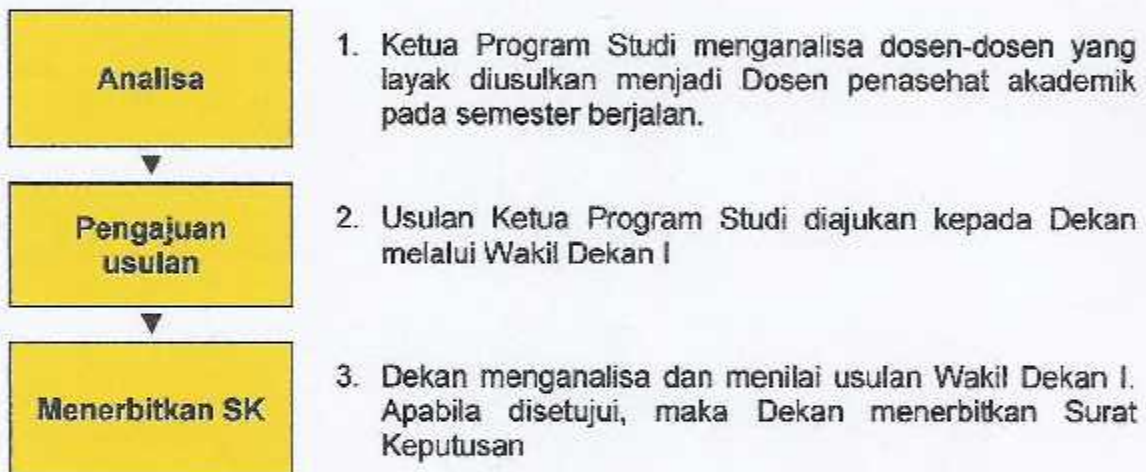 Analisa
1. Ketua Program Studi menganalisa dosen-dosen yang
layak diusulkan menjadi Dosen penasehat akademik
pada semester berjalan.
Pengajuan
usulan
2. Usulan Ketua Program Studi diajukan kepada Dekan
melalui Wakil Dekan I
Menerbitkan SK
3. Dekan menganalisa dan menilai usulan Wakil Dekan I.
Apabila disetujui, maka Dekan menerbitkan Surat
Keputusan